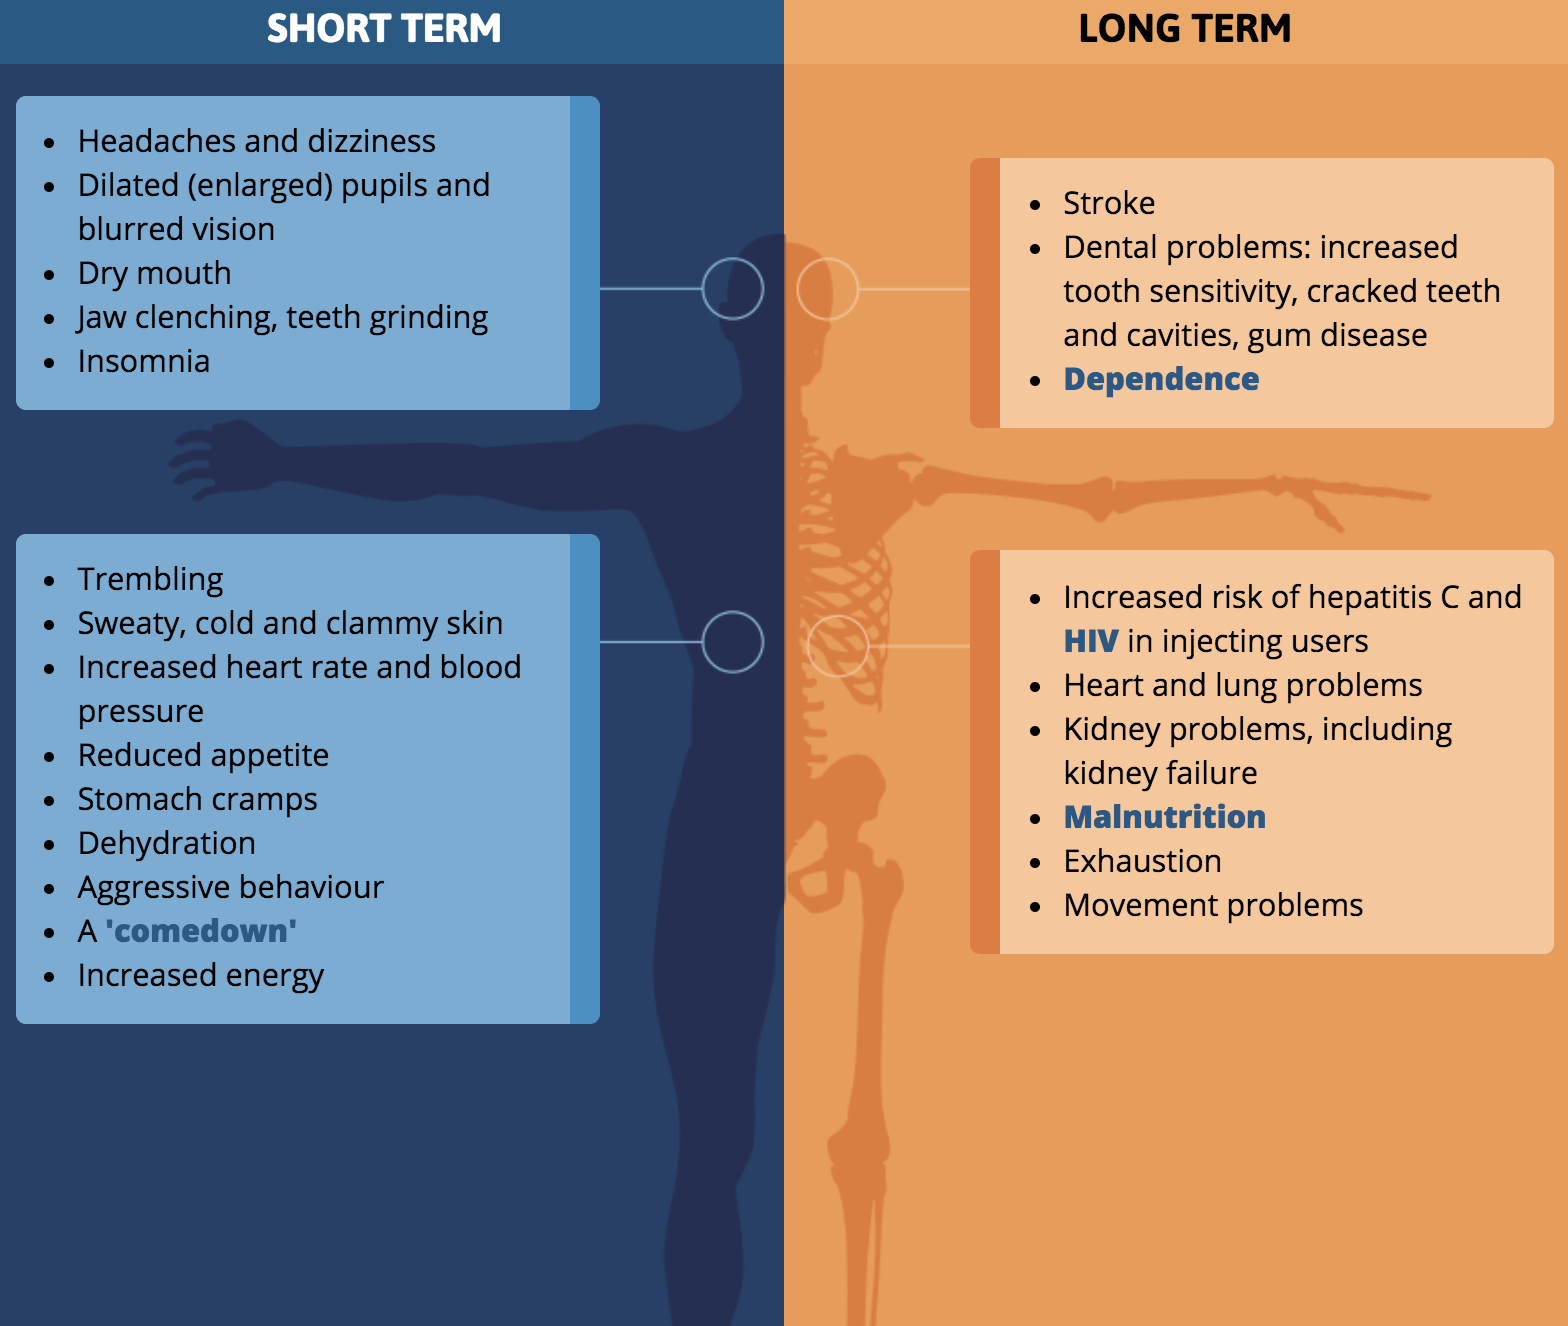 SHORT TERM
Headaches and dizziness
Dilated (enlarged) pupils and
blurred vision
Dry mouth
Jaw clenching, teeth grinding
Insomnia
Trembling
Sweaty, cold and clammy skin
Increased heart rate and blood
pressure
Reduced appetite
Stomach cramps
Dehydration
Aggressive behaviour
A 'comedown'
Increased energy
LONG TERM
Stroke
Dental problems: increased
tooth sensitivity, cracked teeth
and cavities, gum disease
Dependence
Increased risk of hepatitis C and
HIV in injecting users
Heart and lung problems
Kidney problems, including
kidney failure
Malnutrition
Exhaustion
Movement problems